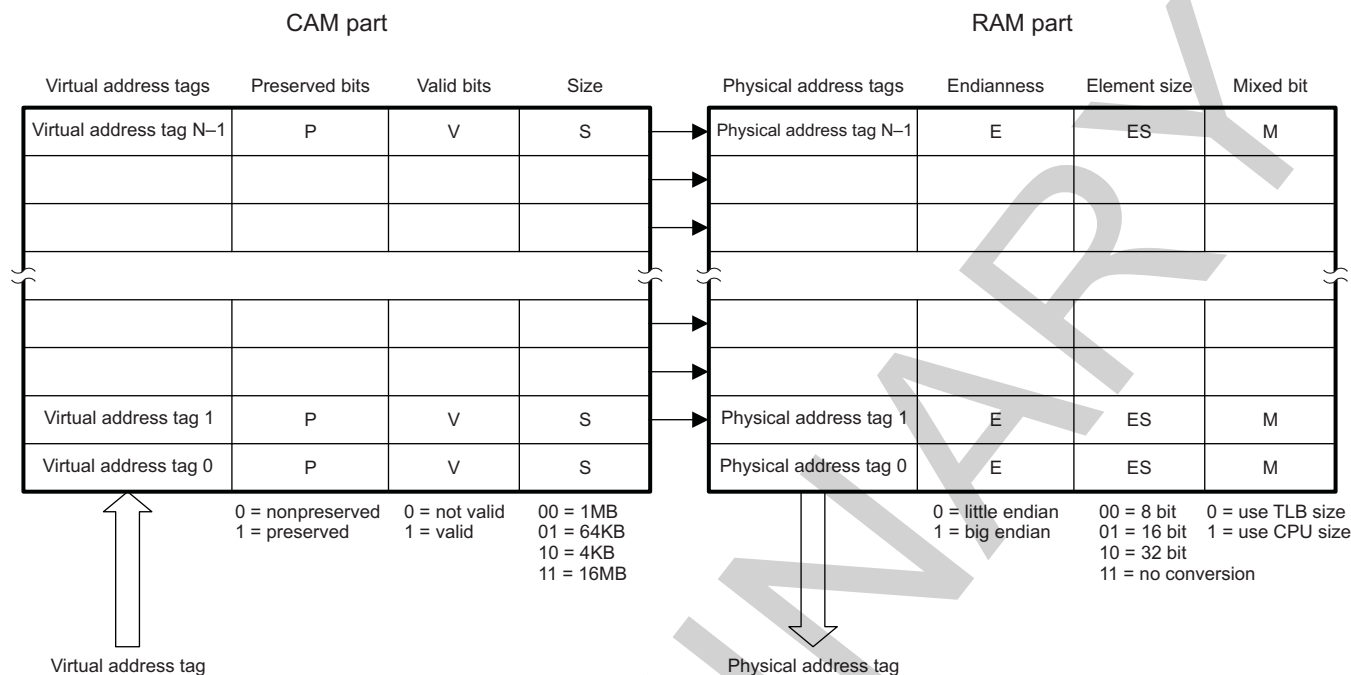 CAM part RAM part
Virtual address tags Preserved bits Valid bits Size Physical address tags Endianness Element size Mixed bit
Virtual address tag N–1 P V S Physical address tag N–1 E ES M
Virtual address tag 1 P V S Physical address tag 1 E ES M
Virtual address tag 0 P V S Physical address tag 0 E ES M
0 = nonpreserved 0 = not valid 00 = 1MB 0 = little endian 00 = 8 bit 0 = use TLB size
1 = preserved 1 = valid 01 = 64KB 1 = big endian 01 = 16 bit 1 = use CPU size
10 = 4KB 10 = 32 bit
11 = 16MB 11 = no conversion
Virtual address tag Physical address tag